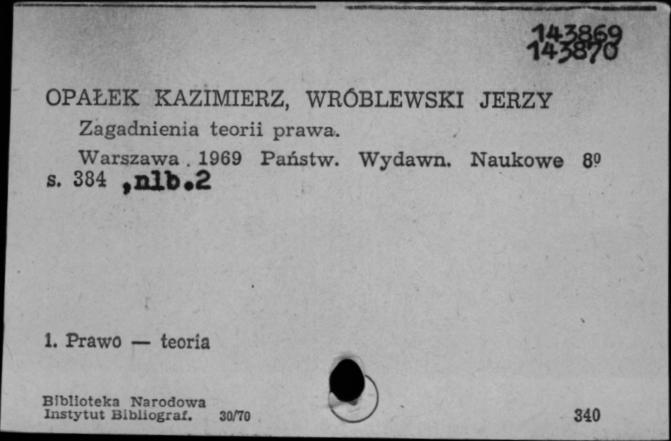 143869
143870
OPAŁEK KAZIMIERZ, WRÓBLEWSKI JERZY
Zagadnienia teorii prawa.
Warszawa . 1969 Państw. Wydawn. Naukowe 8º
s. 384 ,nlb.2
1. Prawo — teoria
Biblioteka Narodowa
Instytut Bibliograf. 30/70 340